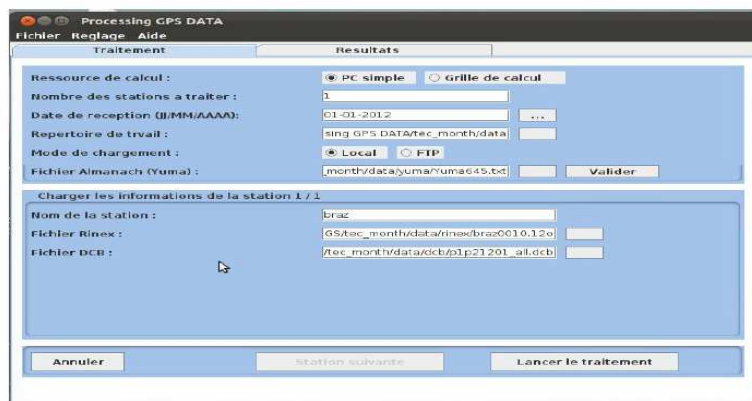 Processing GPS DATA
Fichier Reglage Aide
Traitement Resultats
Ressource de calcul : PC simple Grille de calcul
Nombre des stations a traiter : 1
Date de reception (JJ/MM/AAAA): 01-01-2012 ...
Repertoire de trvail : sing GPS DATA/tec_month/data
Mode de chargement : Local FTP
Fichier Almanach (Yuma) : _month/data/yuma/Yuma645.txt Valider
Charger les informations de la station 1 / 1
Nom de la station : braz
Fichier Rinex : GS/tec_month/data/rinex/braz0010.12o
Fichier DCB : /tec_month/data/dcb/p1p21201_all.dcb
Annuler Station suivante Lancer le traitement